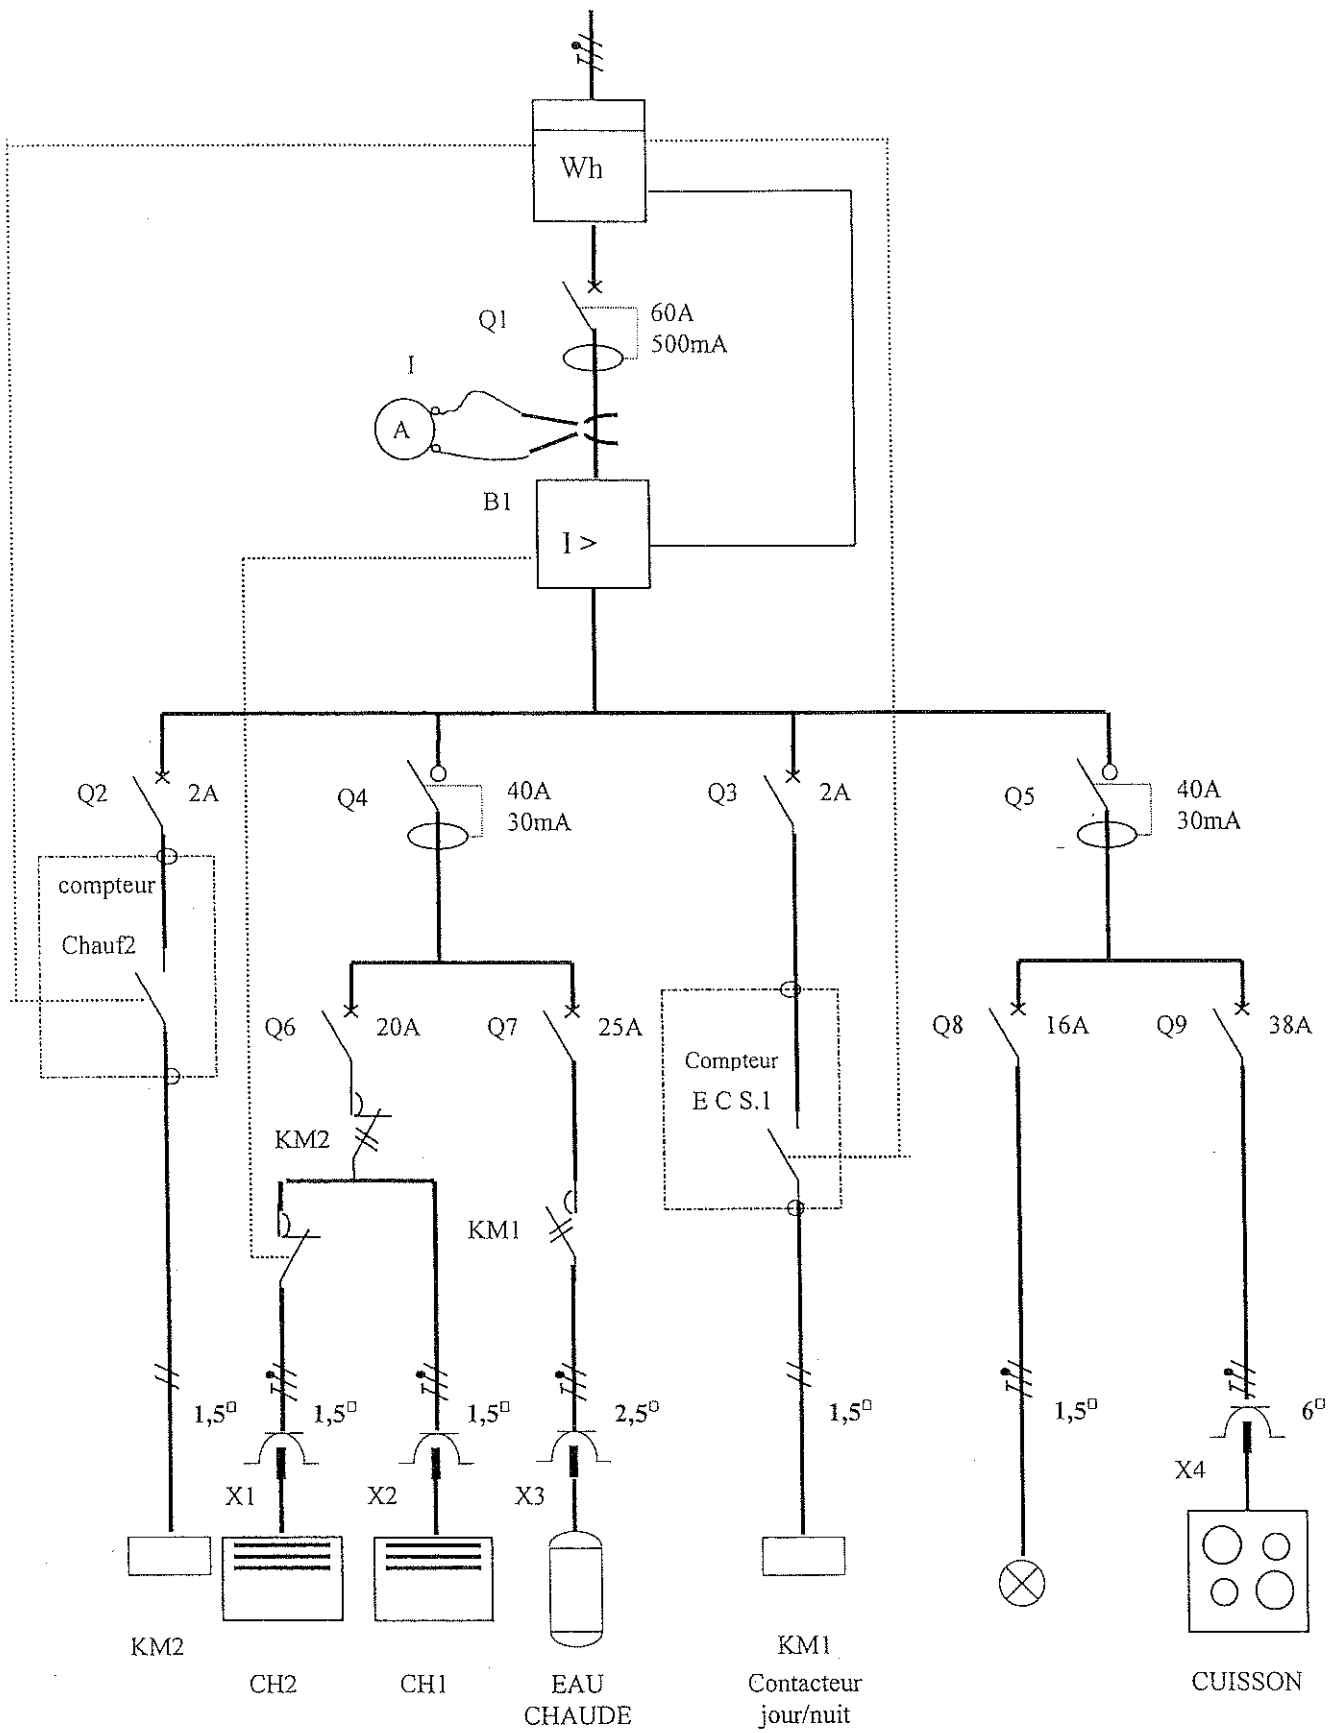 Wh
Q1
60A
500mA
I
A
B1
I >
Q2
2A
Q4
40A
30mA
Q3
2A
Q5
40A
30mA
compteur
Chauf2
Q6
20A
Q7
25A
Compteur
E C S.1
Q8
16A
Q9
38A
KM2
KM1
1,5□
1,5□
1,5□
2,5□
1,5□
1,5□
6□
X1
X2
X3
X4
KM2
CH2
CH1
EAU
CHAUDE
KM1
Contacteur
jour/nuit
CUISSON